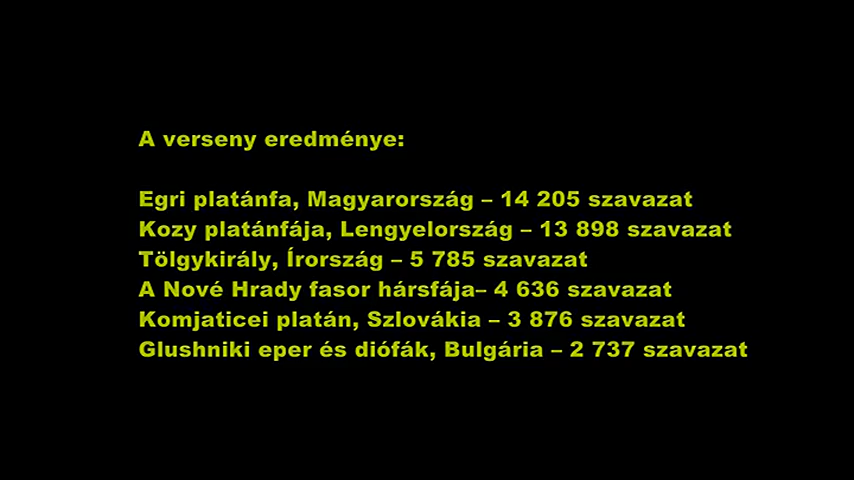 A verseny eredménye:
Egri platánfa, Magyarország – 14 205 szavazat
Kozy platánfája, Lengyelország – 13 898 szavazat
Tölgykirály, Írország – 5 785 szavazat
A Nové Hrady fasor hársfája– 4 636 szavazat
Komjaticei platán, Szlovákia – 3 876 szavazat
Glushniki eper és diófák, Bulgária – 2 737 szavazat